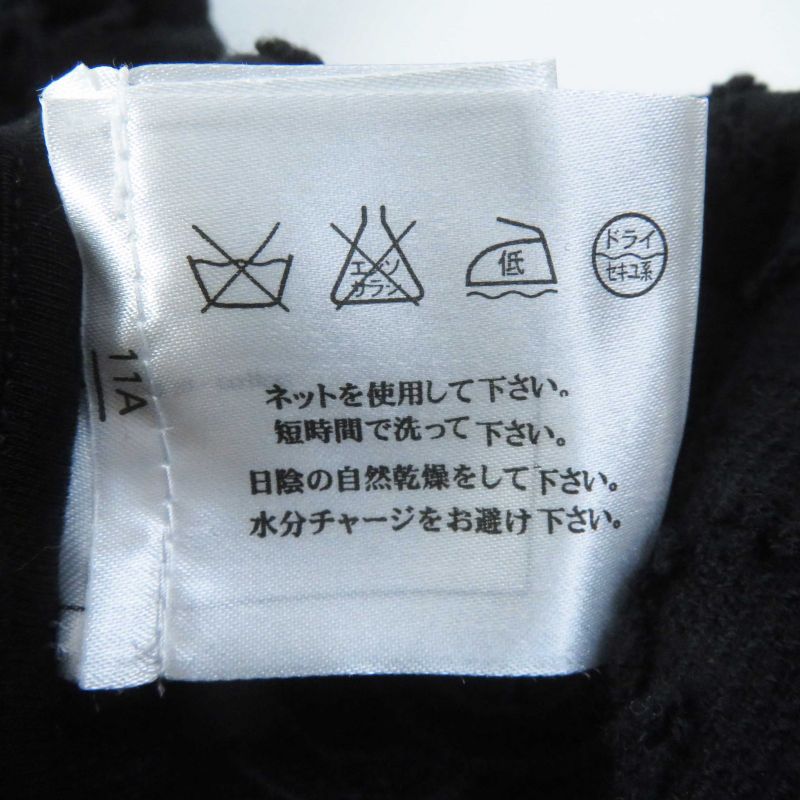 エンソ
サラシ
低
ドライ
セキユ系
11A
ネットを使用して下さい。
短時間で洗って下さい。
日陰の自然乾燥をして下さい。
水分チャージをお避け下さい。